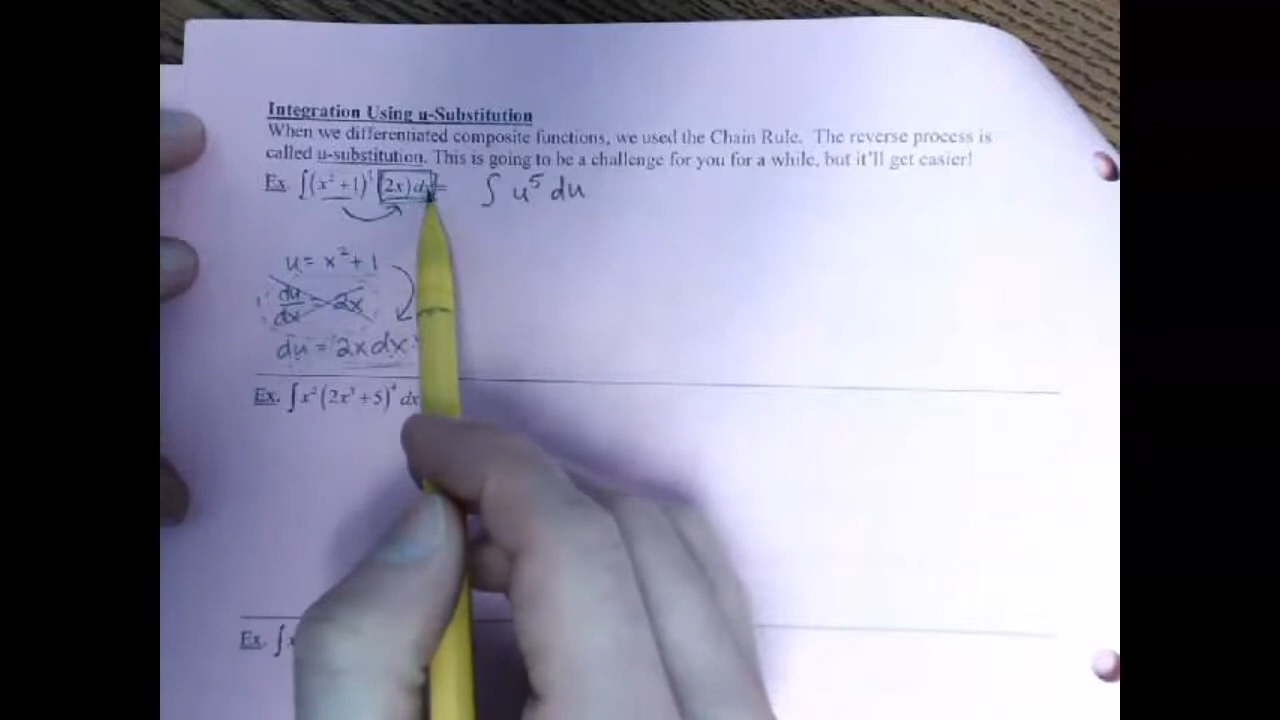 Integration Using u-Substitution
When we differentiated composite functions, we used the Chain Rule. The reverse process is
called u-substitution. This is going to be a challenge for you for a while, but it'll get easier!
Ex. ∫(x² + 1)⁵ (2x) dx = ∫ u⁵ du
u = x² + 1
du/dx = 2x
du = 2x dx
Ex. ∫ x² (2x³ + 5)⁴ dx
Ex. ∫